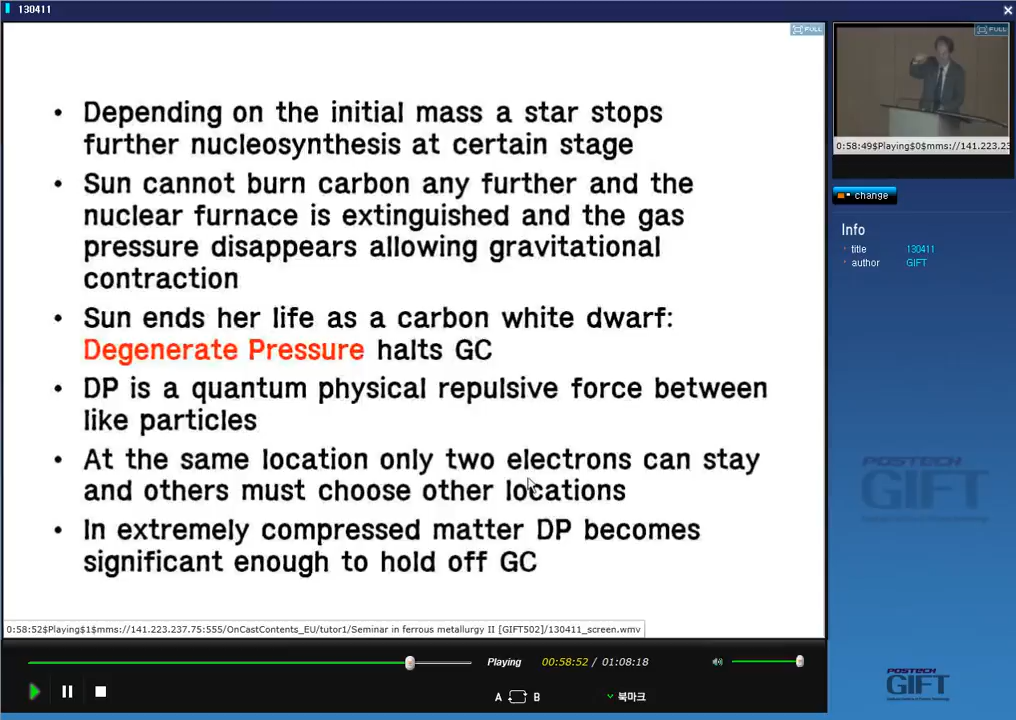 130411
FULL
FULL
• Depending on the initial mass a star stops
further nucleosynthesis at certain stage
• Sun cannot burn carbon any further and the
nuclear furnace is extinguished and the gas
pressure disappears allowing gravitational
contraction
• Sun ends her life as a carbon white dwarf:
Degenerate Pressure halts GC
• DP is a quantum physical repulsive force between
like particles
• At the same location only two electrons can stay
and others must choose other locations
• In extremely compressed matter DP becomes
significant enough to hold off GC
0:58:52$Playing$1$mms://141.223.237.75:555/OnCastContents_EU/tutor1/Seminar in ferrous metallurgy II [GIFT502]/130411_screen.wmv
0:58:49$Playing$0$mms://141.223.23
change
Info
title 130411
author GIFT
POSTECH
GIFT
Playing 00:58:52 / 01:08:18
A B 북마크
POSTECH
GIFT